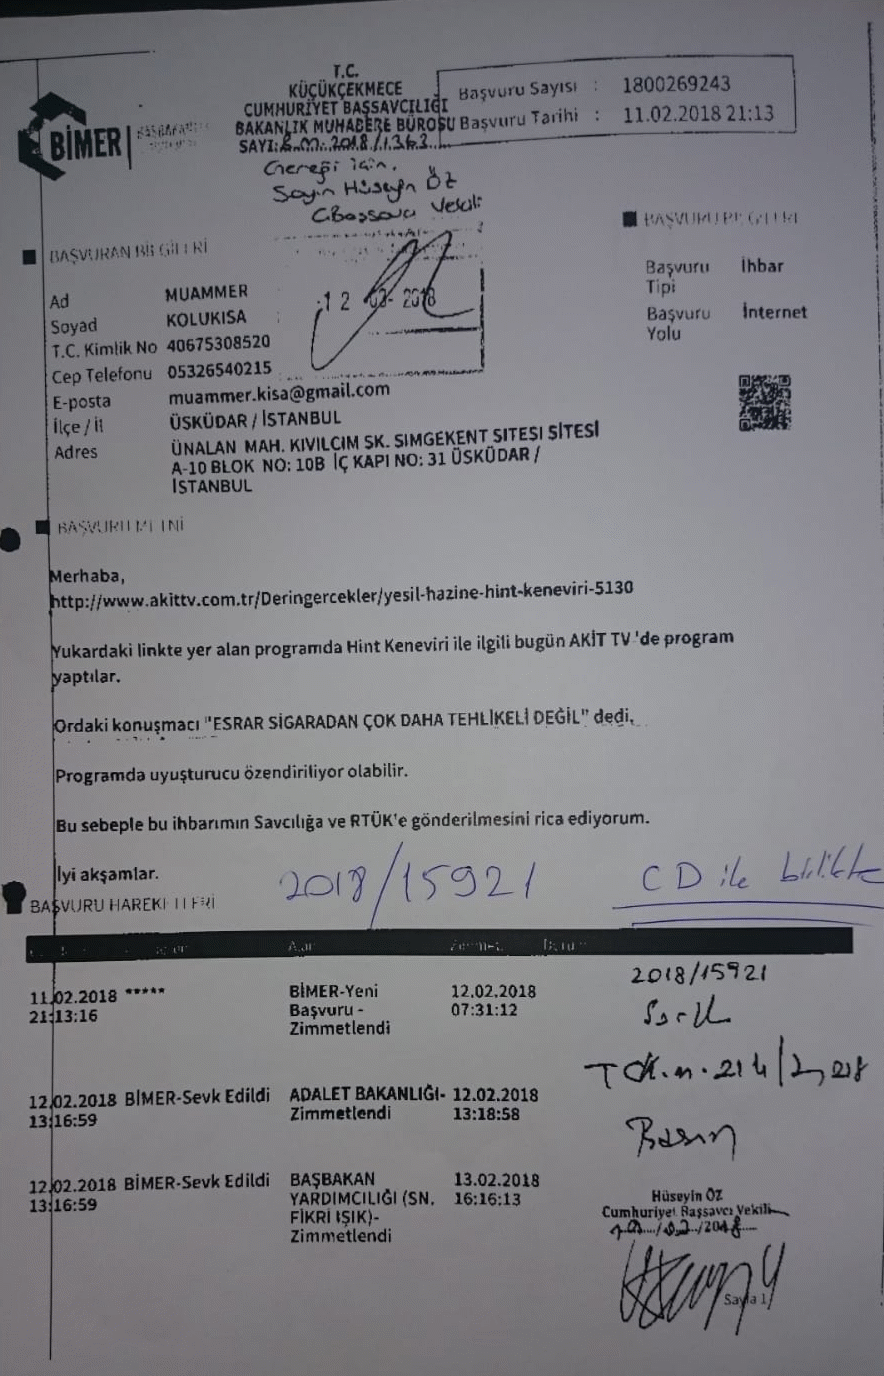 BİMER
T.C.
KÜÇÜKÇEKMECE
CUMHURİYET BAŞSAVCILIĞI
BAKANLIK MUHABERE BÜROSU
SAYI: B.M. 2018/1363
Başvuru Sayısı : 1800269243
Başvuru Tarihi : 11.02.2018 21:13
Gereği için.
Sayın Hüseyin ÖZ
C.Başsavcı Vekili
12 02 2018
BAŞVURAN BİLGİLERİ
Ad MUAMMER
Soyad KOLUKISA
T.C. Kimlik No 40675308520
Cep Telefonu 05326540215
E-posta muammer.kisa@gmail.com
İlçe / İl ÜSKÜDAR / İSTANBUL
Adres ÜNALAN MAH. KIVILCIM SK. SIMGEKENT SITESI SİTESİ
A-10 BLOK NO: 10B İÇ KAPI NO: 31 ÜSKÜDAR /
İSTANBUL
BAŞVURU BİLGİLERİ
Başvuru Tipi İhbar
Başvuru Yolu İnternet
BAŞVURU METNİ
Merhaba,
http://www.akittv.com.tr/Deringercekler/yesil-hazine-hint-keneviri-5130
Yukardaki linkte yer alan programda Hint Keneviri ile ilgili bugün AKİT TV 'de program
yaptılar.
Ordaki konuşmacı "ESRAR SİGARADAN ÇOK DAHA TEHLİKELİ DEĞİL" dedi.
Programda uyuşturucu özendiriliyor olabilir.
Bu sebeple bu ihbarımın Savcılığa ve RTÜK'e gönderilmesini rica ediyorum.
İyi akşamlar.
2018/15921
CD ile birlikte
BAŞVURU HAREKETLERİ
11.02.2018 ***** BİMER-Yeni 12.02.2018
21:13:16 Başvuru - 07:31:12
Zimmetlendi
12.02.2018 BİMER-Sevk Edildi ADALET BAKANLIĞI- 12.02.2018
13:16:59 Zimmetlendi 13:18:58
12.02.2018 BİMER-Sevk Edildi BAŞBAKAN 13.02.2018
13:16:59 YARDIMCILIĞI (SN. 16:16:13
FİKRİ IŞIK)-
Zimmetlendi
2018/15921
Basın
Hüseyin ÖZ
Cumhuriyet Başsavcı Vekili
Sayfa 1